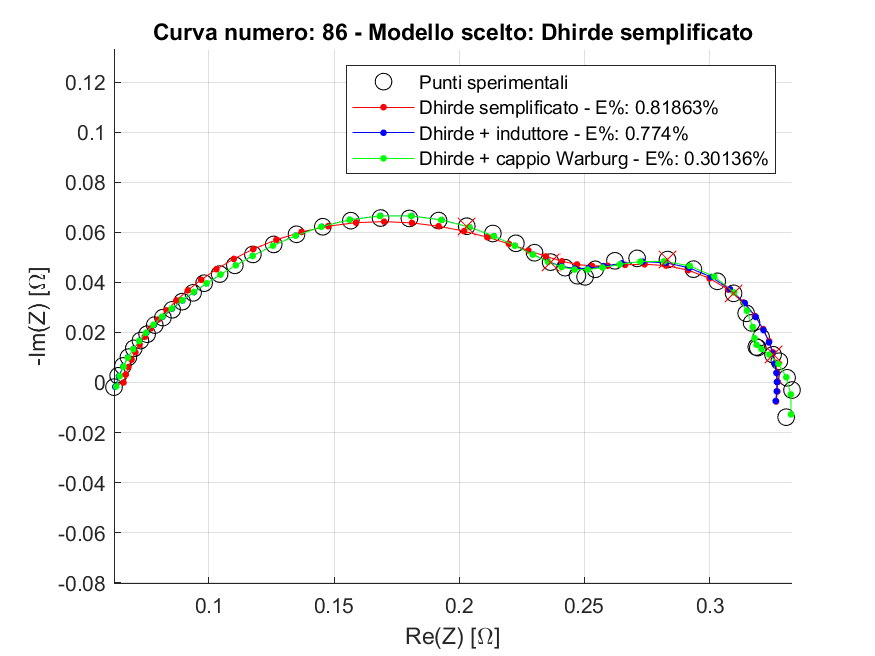 Curva numero: 86 - Modello scelto: Dhirde semplificato
Punti sperimentali
Dhirde semplificato - E%: 0.81863%
Dhirde + induttore - E%: 0.774%
Dhirde + cappio Warburg - E%: 0.30136%
-Im(Z) [Ω]
0.12
0.1
0.08
0.06
0.04
0.02
0
-0.02
-0.04
-0.06
-0.08
0.1 0.15 0.2 0.25 0.3
Re(Z) [Ω]